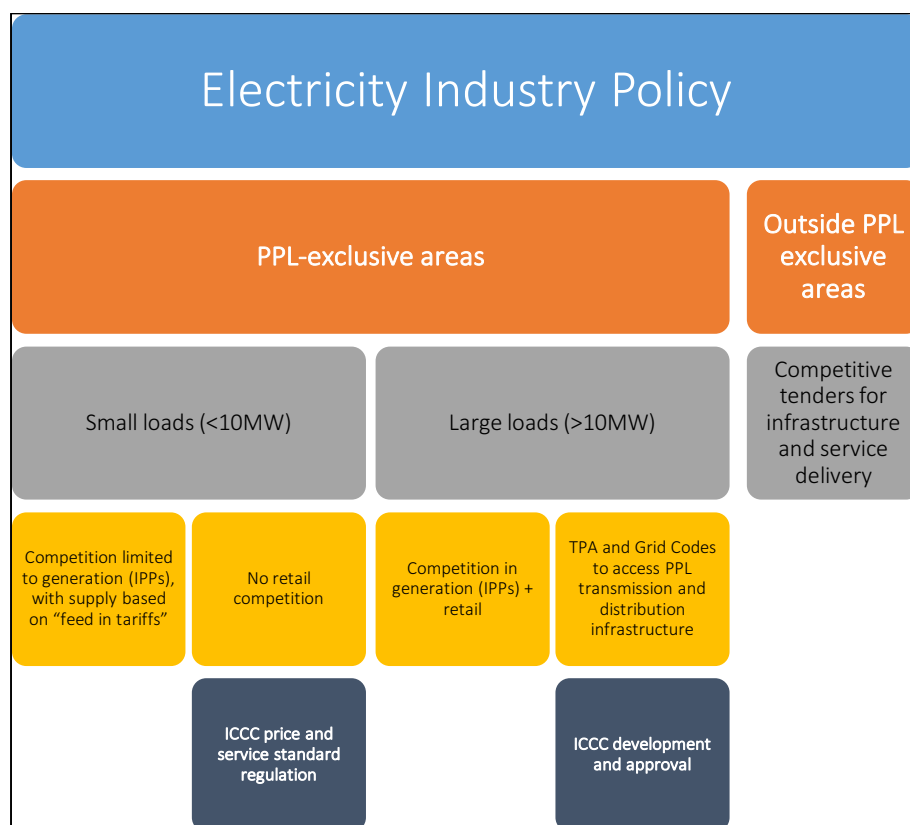 Electricity Industry Policy
PPL-exclusive areas
Outside PPL
exclusive
areas
Small loads (<10MW)
Large loads (>10MW)
Competitive
tenders for
infrastructure
and service
delivery
Competition limited
to generation (IPPs),
with supply based
on “feed in tariffs”
No retail
competition
Competition in
generation (IPPs) +
retail
TPA and Grid Codes
to access PPL
transmission and
distribution
infrastructure
ICCC price and
service standard
regulation
ICCC development
and approval